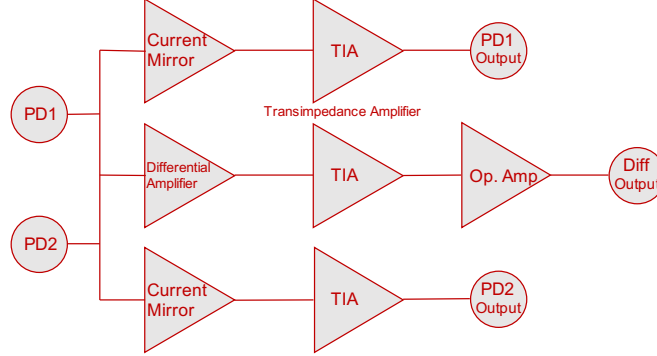 Current
Mirror
TIA
PD1
Output
PD1
Transimpedance Amplifier
Differential
Amplifier
TIA
Op. Amp
Diff
Output
PD2
Current
Mirror
TIA
PD2
Output